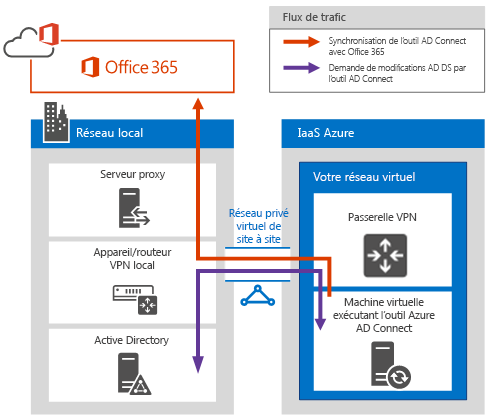 Office 365
Flux de trafic
Synchronisation de l'outil AD Connect
avec Office 365
Demande de modifications AD DS par
l'outil AD Connect
Réseau local
Serveur proxy
Appareil/routeur
VPN local
Active Directory
Réseau privé
virtuel de
site à site
IaaS Azure
Votre réseau virtuel
Passerelle VPN
Machine virtuelle
exécutant l'outil Azure
AD Connect